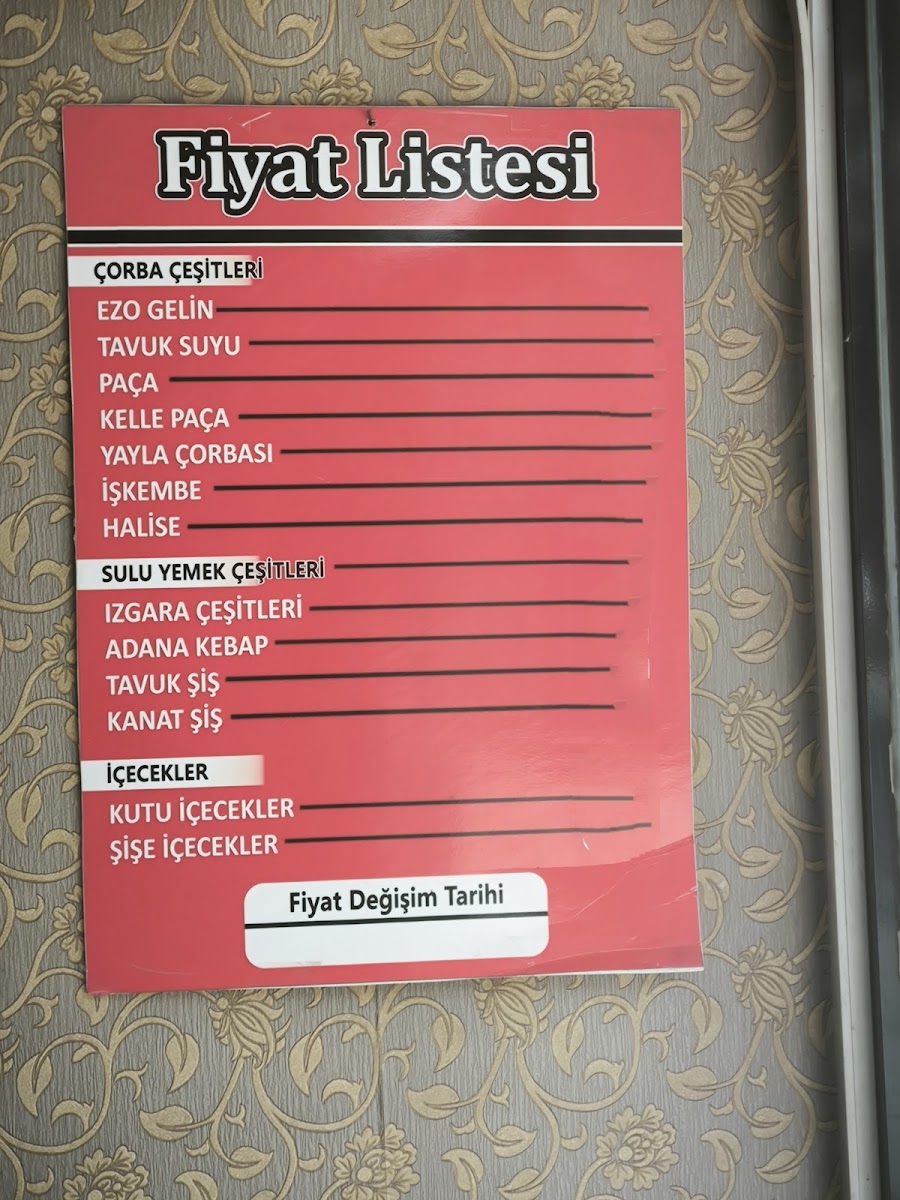 Fiyat Listesi
ÇORBA ÇEŞİTLERİ
EZO GELİN
TAVUK SUYU
PAÇA
KELLE PAÇA
YAYLA ÇORBASI
İŞKEMBE
HALİSE
SULU YEMEK ÇEŞİTLERİ
IZGARA ÇEŞİTLERİ
ADANA KEBAP
TAVUK ŞİŞ
KANAT ŞİŞ
İÇECEKLER
KUTU İÇECEKLER
ŞİŞE İÇECEKLER
Fiyat Değişim Tarihi